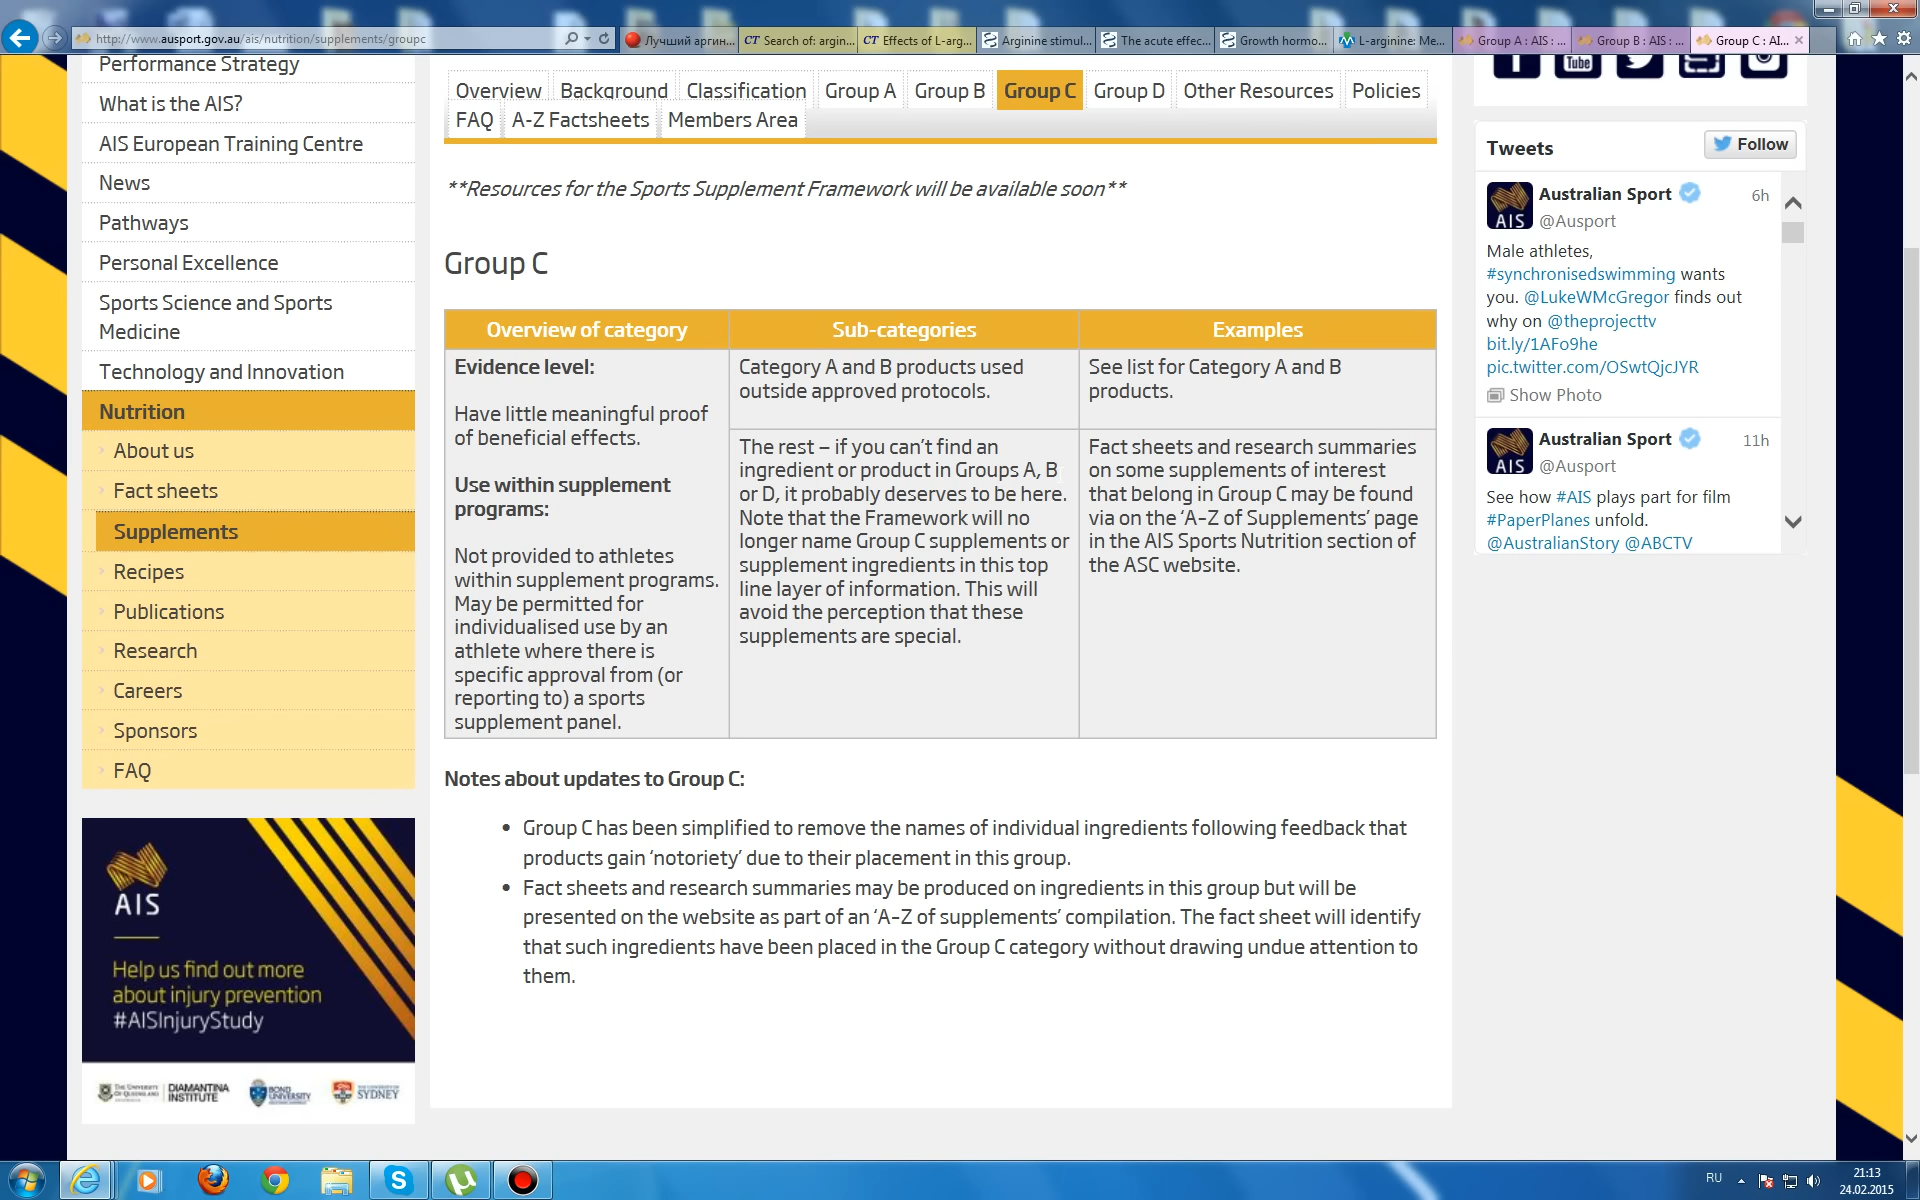 http://www.ausport.gov.au/ais/nutrition/supplements/groupc
Лучший аргин...
CT Search of: argin...
CT Effects of L-arg...
Arginine stimul...
The acute effec...
Growth hormo...
L-arginine: Me...
Group A : AIS : ...
Group B : AIS : ...
Group C : AI...
Performance Strategy
What is the AIS?
AIS European Training Centre
News
Pathways
Personal Excellence
Sports Science and Sports
Medicine
Technology and Innovation
Nutrition
About us
Fact sheets
Supplements
Recipes
Publications
Research
Careers
Sponsors
FAQ
AIS
Help us find out more
about injury prevention
#AISInjuryStudy
THE UNIVERSITY
OF QUEENSLAND
DIAMANTINA
INSTITUTE
BOND
UNIVERSITY
SYDNEY
Overview Background Classification Group A Group B Group C Group D Other Resources Policies
FAQ A-Z Factsheets Members Area
**Resources for the Sports Supplement Framework will be available soon**
Group C
Overview of category
Sub-categories
Examples
Evidence level:
Have little meaningful proof
of beneficial effects.
Use within supplement
programs:
Not provided to athletes
within supplement programs.
May be permitted for
individualised use by an
athlete where there is
specific approval from (or
reporting to) a sports
supplement panel.
Category A and B products used
outside approved protocols.
See list for Category A and B
products.
The rest – if you can’t find an
ingredient or product in Groups A, B
or D, it probably deserves to be here.
Note that the Framework will no
longer name Group C supplements or
supplement ingredients in this top
line layer of information. This will
avoid the perception that these
supplements are special.
Fact sheets and research summaries
on some supplements of interest
that belong in Group C may be found
via on the ‘A–Z of Supplements’ page
in the AIS Sports Nutrition section of
the ASC website.
Notes about updates to Group C:
• Group C has been simplified to remove the names of individual ingredients following feedback that
products gain ‘notoriety’ due to their placement in this group.
• Fact sheets and research summaries may be produced on ingredients in this group but will be
presented on the website as part of an ‘A–Z of supplements’ compilation. The fact sheet will identify
that such ingredients have been placed in the Group C category without drawing undue attention to
them.
f
You
Tube
Tweets
Follow
AIS
Australian Sport 6h
@Ausport
Male athletes,
#synchronisedswimming wants
you. @LukeWMcGregor finds out
why on @theprojecttv
bit.ly/1AFo9he
pic.twitter.com/OSwtQjcJYR
Show Photo
AIS
Australian Sport 11h
@Ausport
See how #AIS plays part for film
#PaperPlanes unfold.
@AustralianStory @ABCTV
RU
21:13
24.02.2015